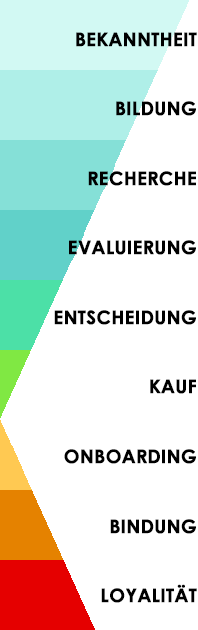 BEKANNTHEIT
BILDUNG
RECHERCHE
EVALUIERUNG
ENTSCHEIDUNG
KAUF
ONBOARDING
BINDUNG
LOYALITÄT